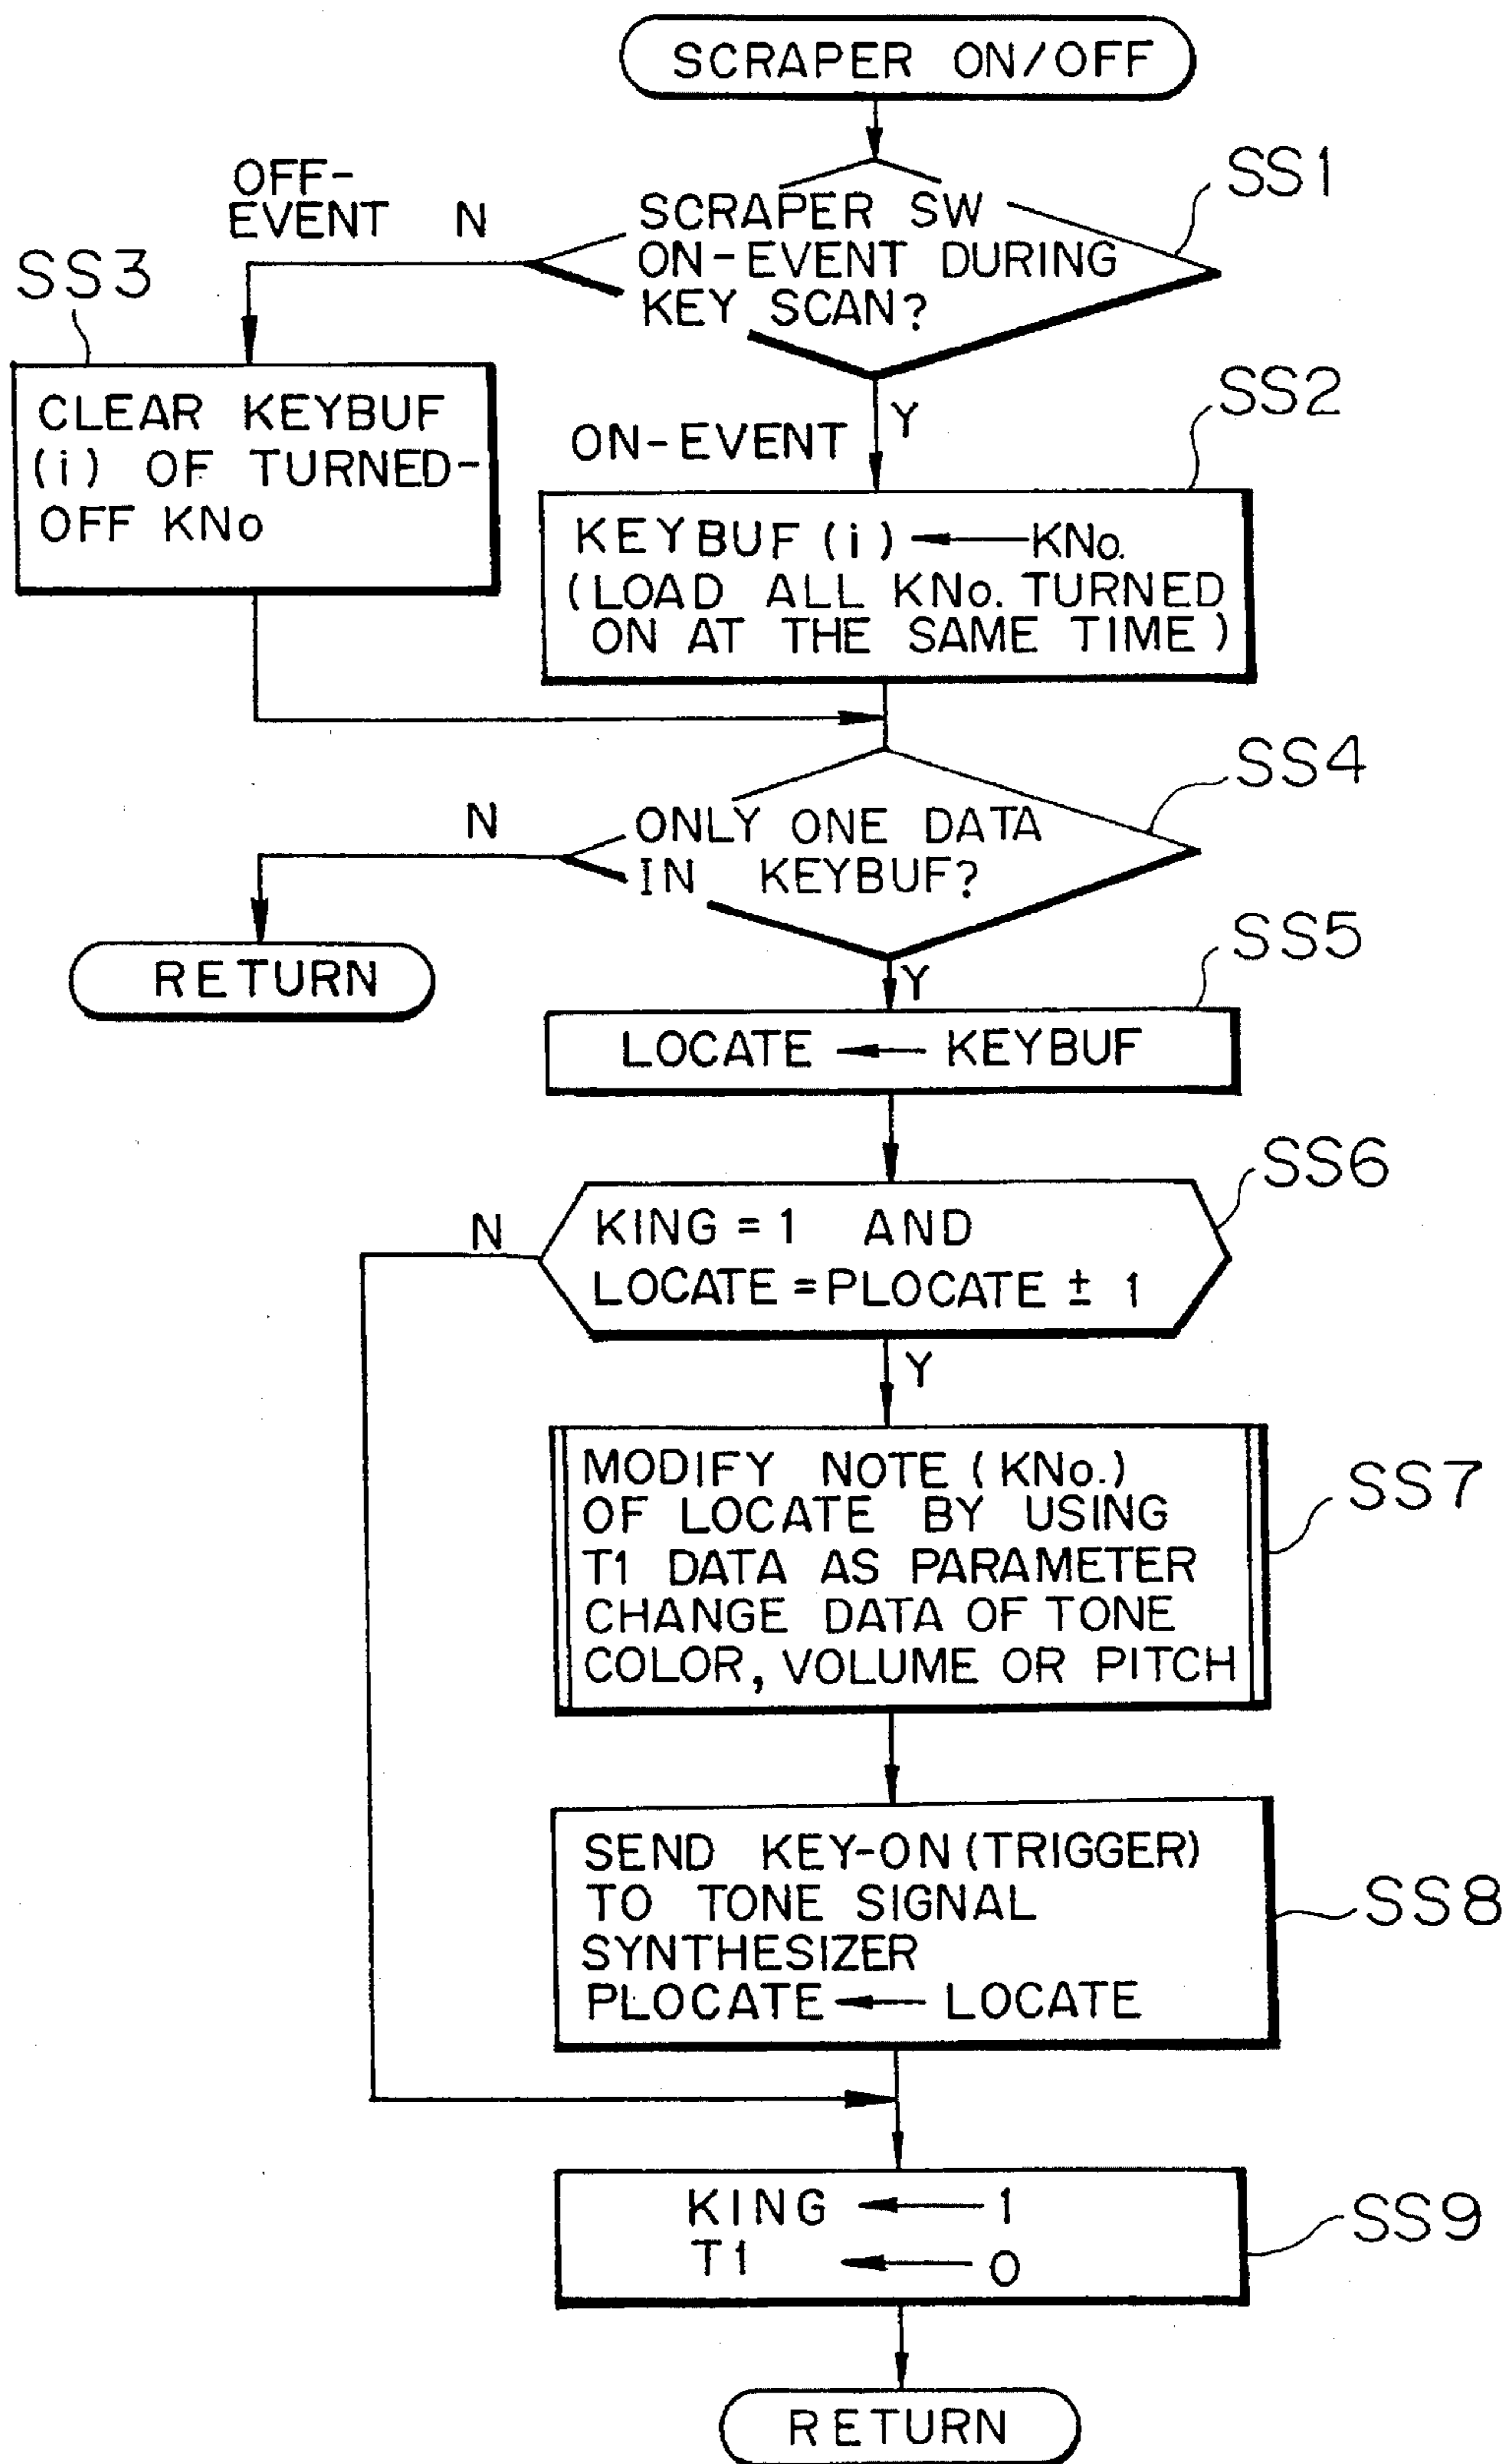 SCRAPER ON/OFF
SS1
SCRAPER SW
ON-EVENT DURING
KEY SCAN?
OFF-
EVENT N
SS3
CLEAR KEYBUF
(i) OF TURNED-
OFF KNo
Y
ON-EVENT
SS2
KEYBUF (i) ← KNo.
(LOAD ALL KNo. TURNED
ON AT THE SAME TIME)
SS4
ONLY ONE DATA
IN KEYBUF?
N
RETURN
Y
SS5
LOCATE ← KEYBUF
SS6
KING = 1 AND
LOCATE = PLOCATE ± 1
N
Y
SS7
MODIFY NOTE (KNo.)
OF LOCATE BY USING
T1 DATA AS PARAMETER
CHANGE DATA OF TONE
COLOR, VOLUME OR PITCH
SS8
SEND KEY-ON (TRIGGER)
TO TONE SIGNAL
SYNTHESIZER
PLOCATE ← LOCATE
SS9
KING ← 1
T1 ← 0
RETURN